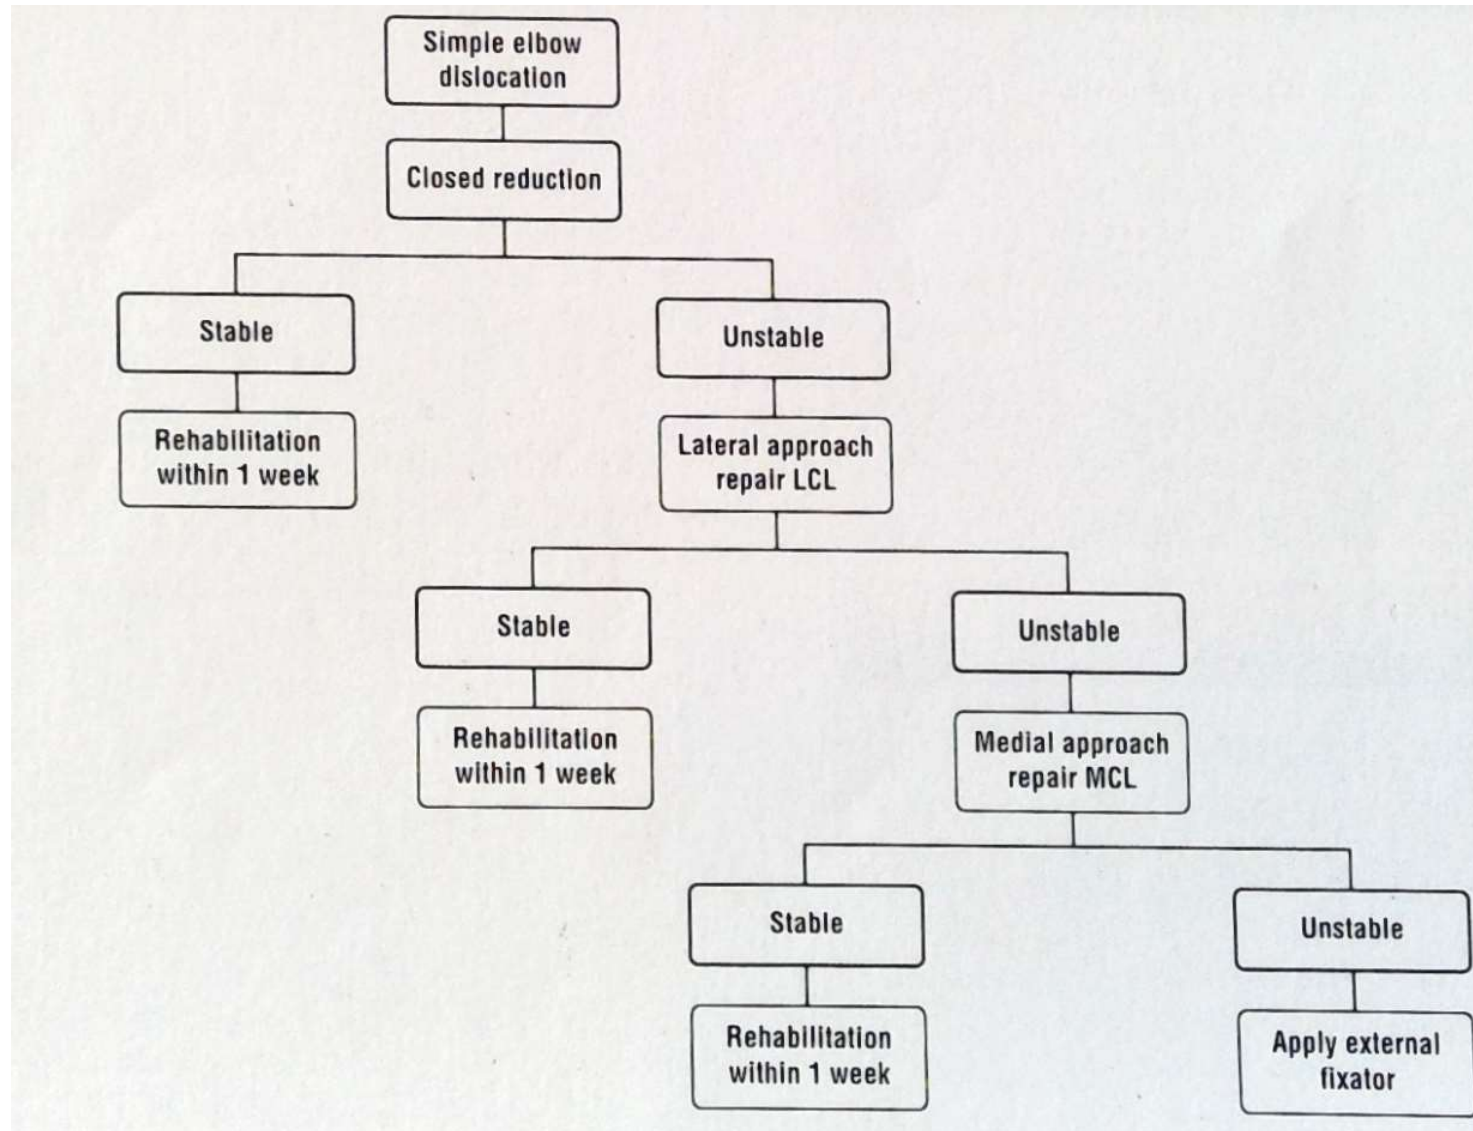 Simple elbow
dislocation
Closed reduction
Stable
Unstable
Rehabilitation
within 1 week
Lateral approach
repair LCL
Stable
Unstable
Rehabilitation
within 1 week
Medial approach
repair MCL
Stable
Unstable
Rehabilitation
within 1 week
Apply external
fixator